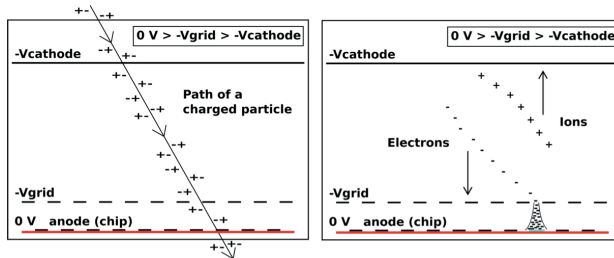 0 V > -Vgrid > -Vcathode
-Vcathode
Path of a
charged particle
-Vgrid
0 V anode (chip)
0 V > -Vgrid > -Vcathode
-Vcathode
Ions
Electrons
-Vgrid
0 V anode (chip)